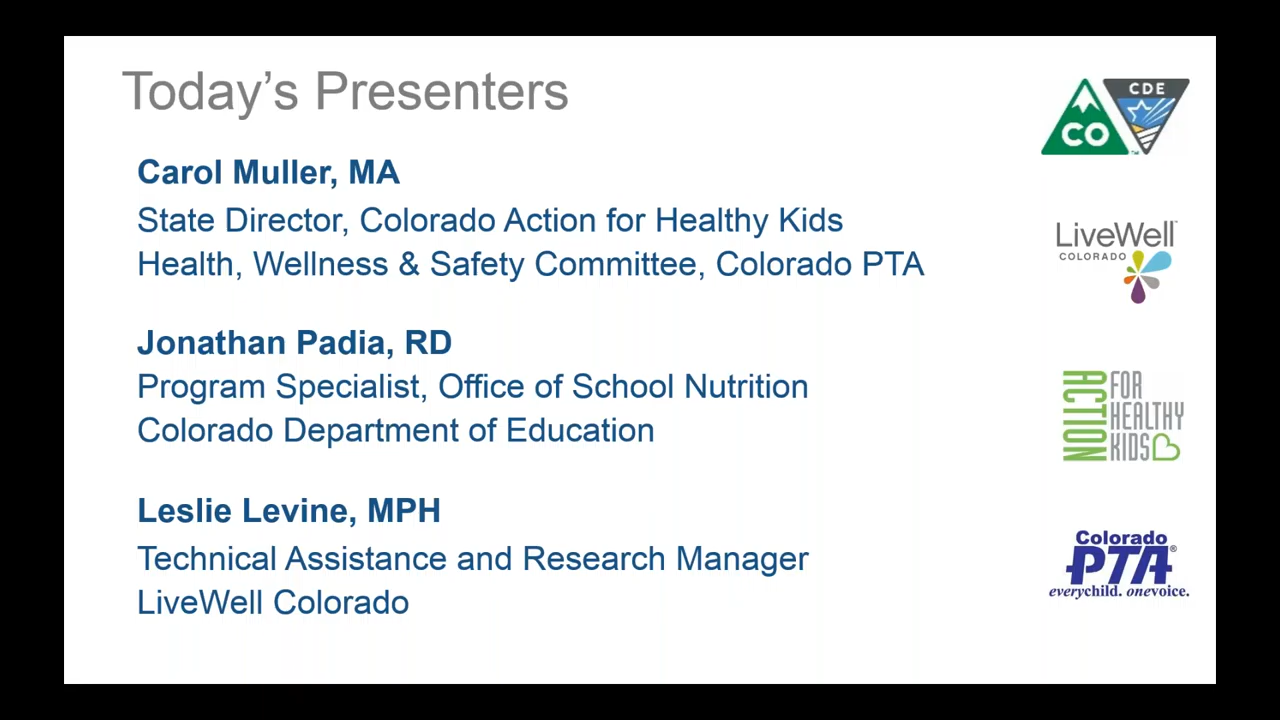 Today's Presenters
Carol Muller, MA
State Director, Colorado Action for Healthy Kids
Health, Wellness & Safety Committee, Colorado PTA
Jonathan Padia, RD
Program Specialist, Office of School Nutrition
Colorado Department of Education
Leslie Levine, MPH
Technical Assistance and Research Manager
LiveWell Colorado
CO
CDE
LiveWell
COLORADO
ACTION
FOR
HEALTHY
KIDS
Colorado
PTA®
everychild. onevoice.